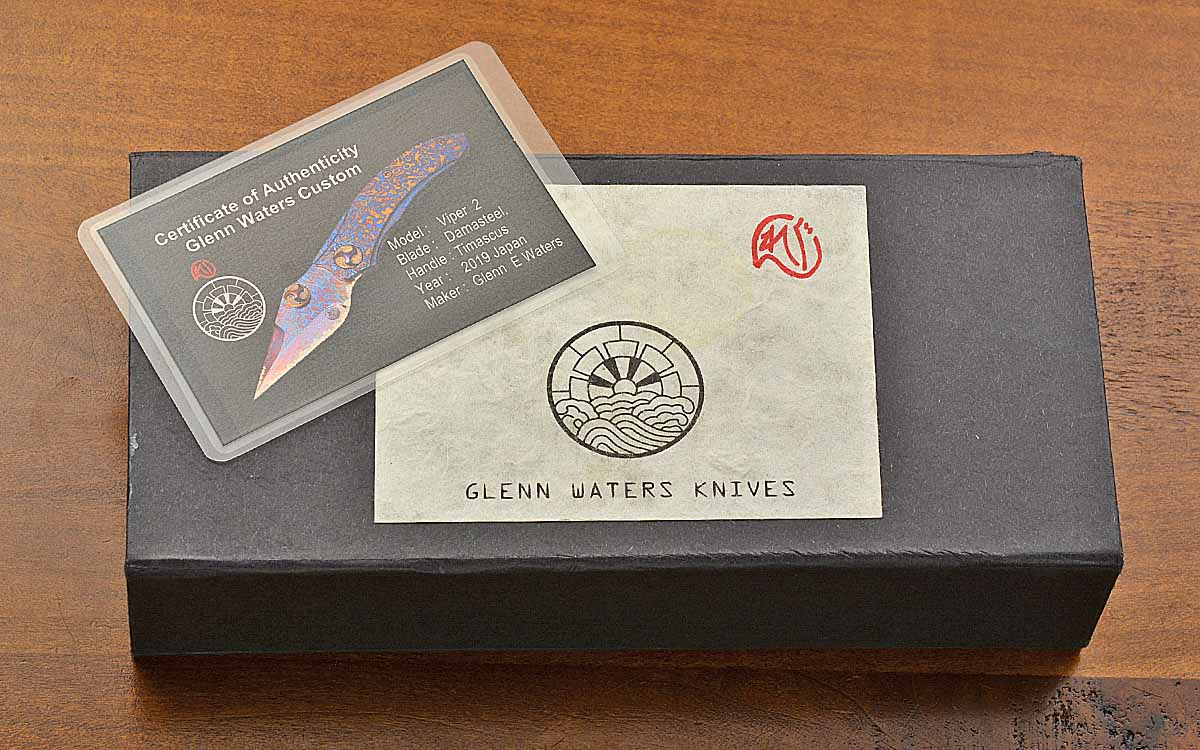 Certificate of Authenticity
Glenn Waters Custom
Model : Viper 2
Blade : Damasteel,
Handle : Timascus
Year : 2019 Japan
Maker : Glenn E Waters
GLENN WATERS KNIVES